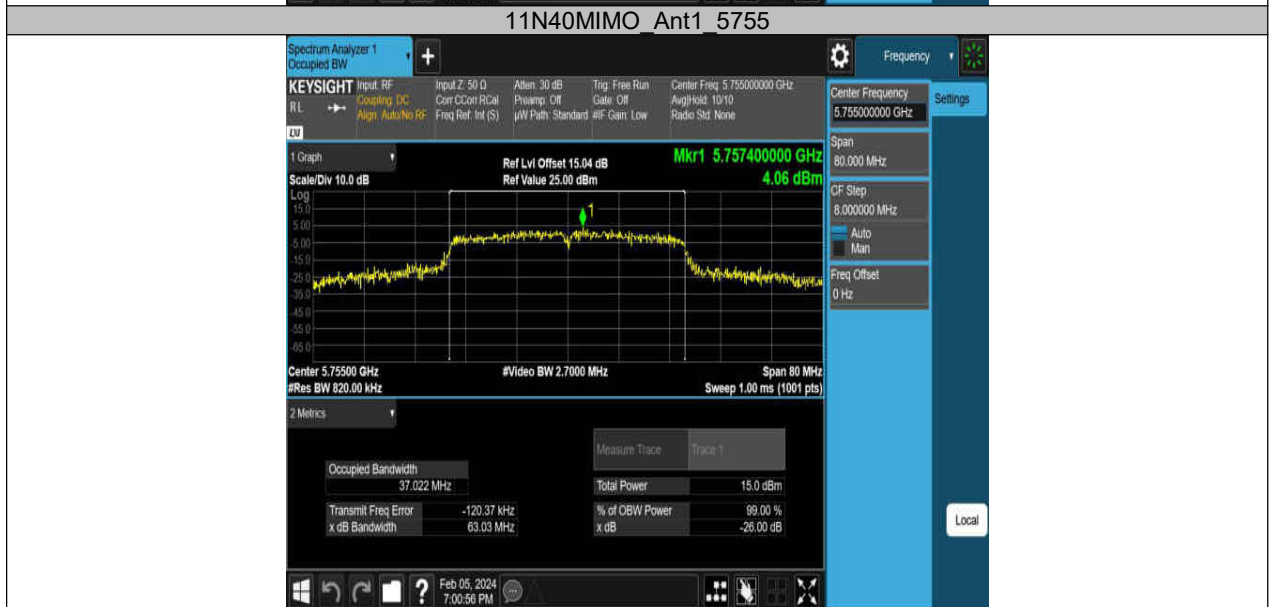 11N40MIMO_Ant1_5755
Spectrum Analyzer 1
Occupied BW
+
Frequency
KEYSIGHT
RL
LXI
Input: RF
Coupling: DC
Align: Auto/No RF
Input Z: 50 Ω
Corr CCorr RCal
Freq Ref: Int (S)
Atten: 30 dB
Preamp: Off
µW Path: Standard
Trig: Free Run
Gate: Off
#IF Gain: Low
Center Freq: 5.755000000 GHz
Avg|Hold: 10/10
Radio Std: None
Center Frequency
5.755000000 GHz
Settings
Span
80.000 MHz
CF Step
8.000000 MHz
Auto
Man
Freq Offset
0 Hz
1 Graph
Scale/Div 10.0 dB
Ref Lvl Offset 15.04 dB
Ref Value 25.00 dBm
Mkr1 5.757400000 GHz
4.06 dBm
Log
15.0
5.00
-5.00
-15.0
-25.0
-35.0
-45.0
-55.0
-65.0
1
Center 5.75500 GHz
#Res BW 820.00 kHz
#Video BW 2.7000 MHz
Span 80 MHz
Sweep 1.00 ms (1001 pts)
2 Metrics
Measure Trace Trace 1
Occupied Bandwidth
37.022 MHz
Total Power 15.0 dBm
Transmit Freq Error -120.37 kHz
% of OBW Power 99.00 %
x dB Bandwidth 63.03 MHz
x dB -26.00 dB
Local
?
Feb 05, 2024
7:00:56 PM